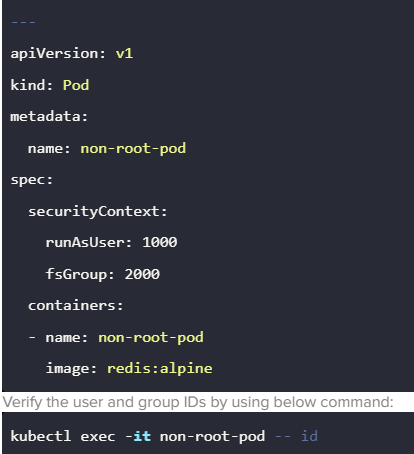 ---
apiVersion: v1
kind: Pod
metadata:
  name: non-root-pod
spec:
  securityContext:
    runAsUser: 1000
    fsGroup: 2000
  containers:
  - name: non-root-pod
    image: redis:alpine
Verify the user and group IDs by using below command:
kubectl exec -it non-root-pod -- id